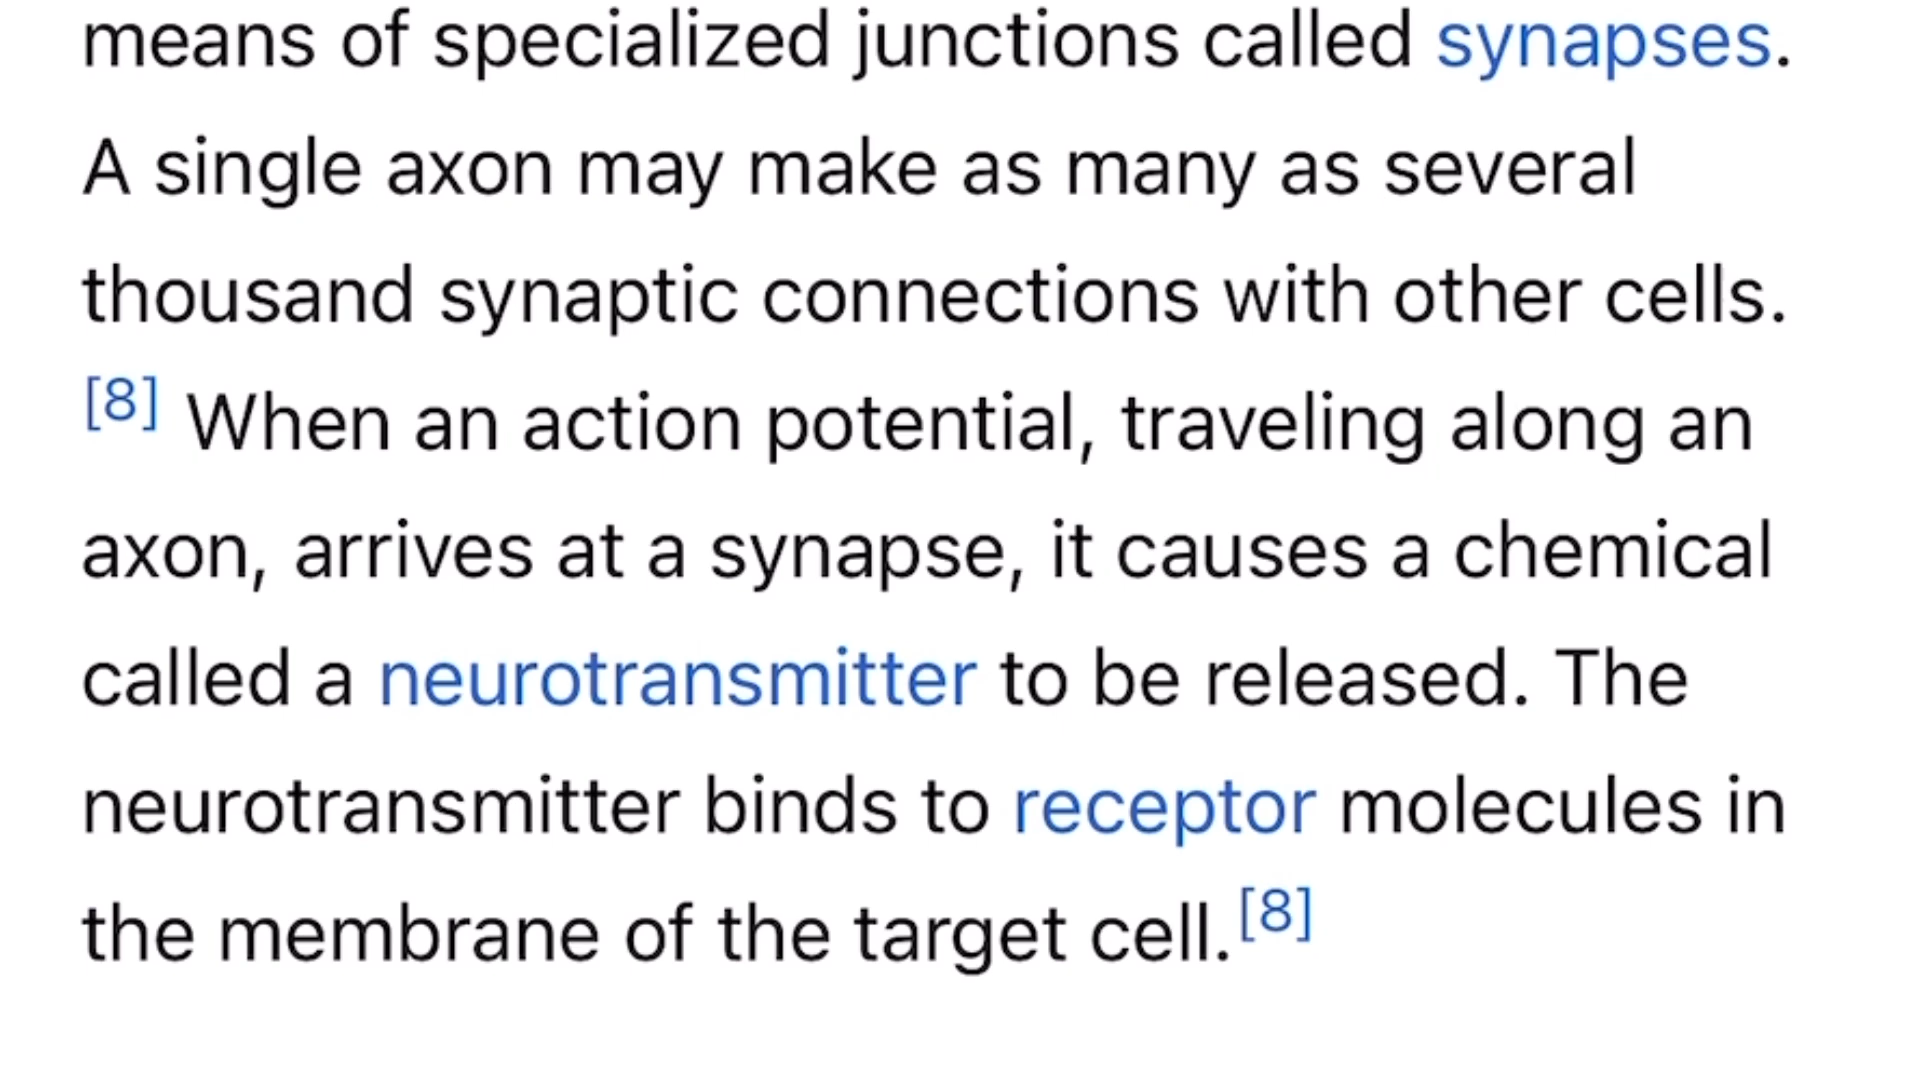 means of specialized junctions called synapses.
A single axon may make as many as several
thousand synaptic connections with other cells.
[8] When an action potential, traveling along an
axon, arrives at a synapse, it causes a chemical
called a neurotransmitter to be released. The
neurotransmitter binds to receptor molecules in
the membrane of the target cell.[8]